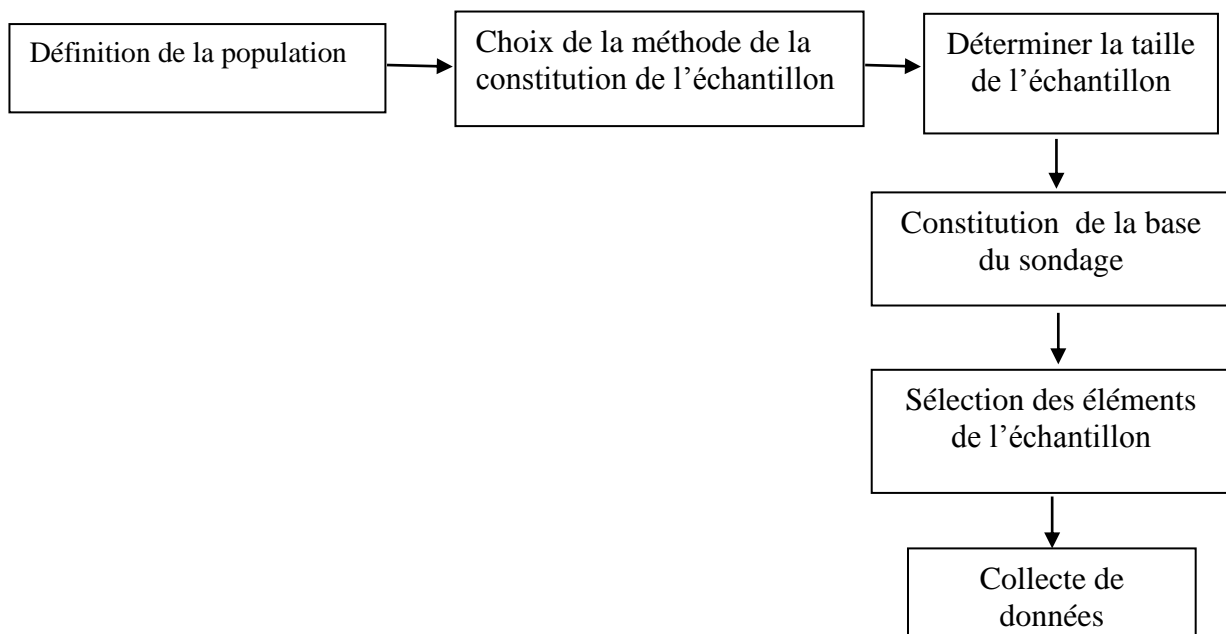 Définition de la population
Choix de la méthode de la
constitution de l’échantillon
Déterminer la taille
de l’échantillon
Constitution de la base
du sondage
Sélection des éléments
de l’échantillon
Collecte de
données